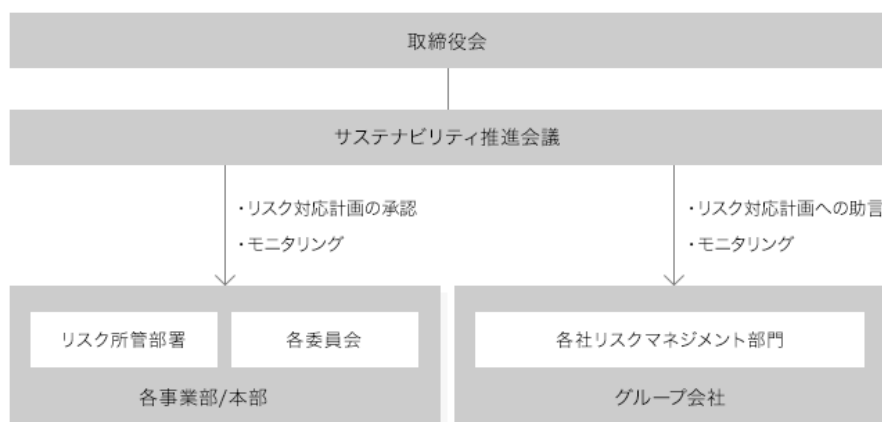 取締役会
サステナビリティ推進会議
・リスク対応計画の承認
・モニタリング
・リスク対応計画への助言
・モニタリング
リスク所管部署
各委員会
各事業部/本部
各社リスクマネジメント部門
グループ会社